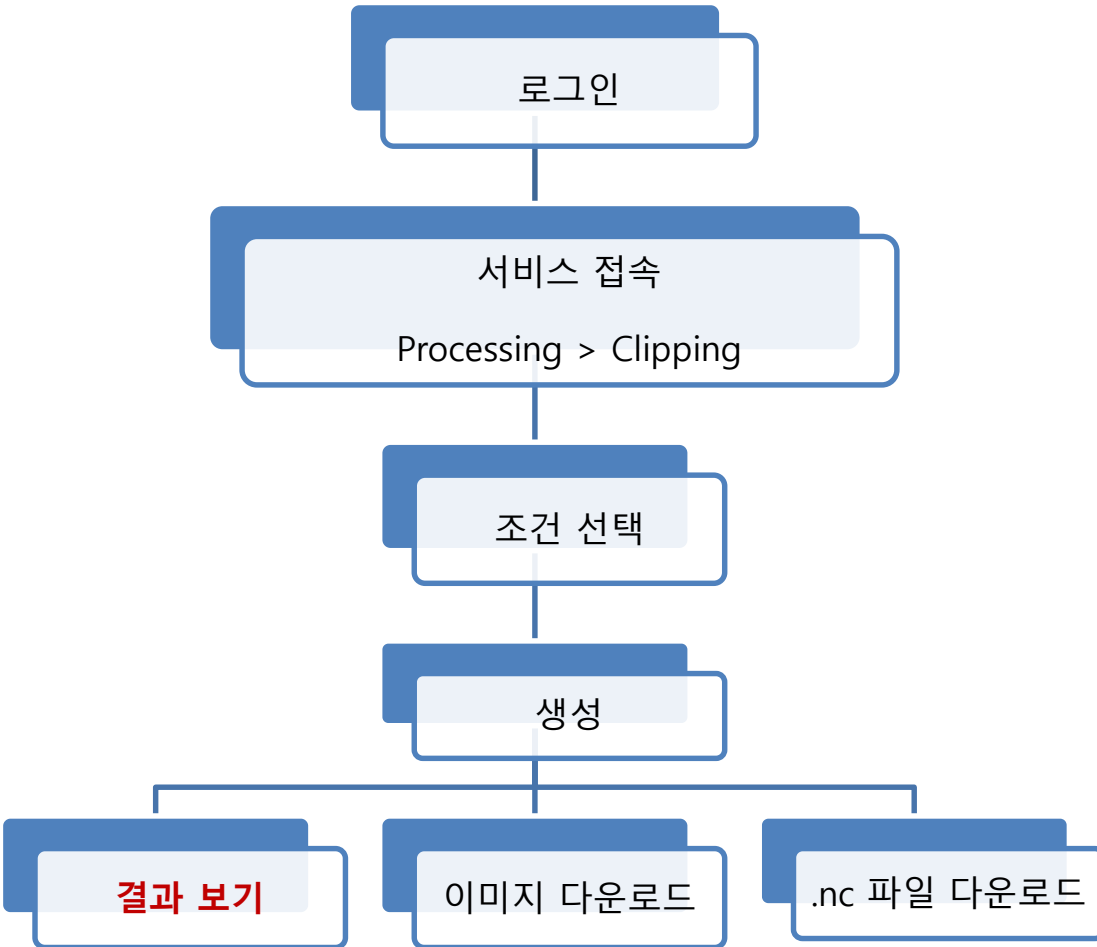 로그인
서비스 접속
Processing > Clipping
조건 선택
생성
결과 보기
이미지 다운로드
.nc 파일 다운로드